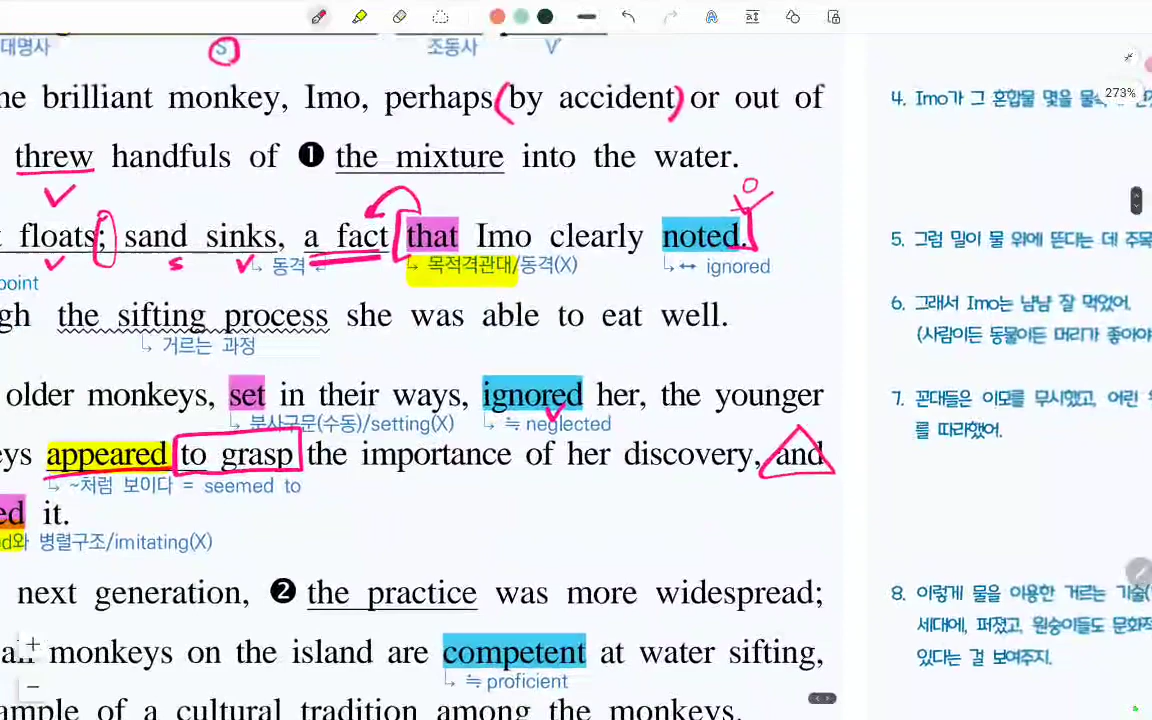 대명사
S
조동사
V
ne brilliant monkey, Imo, perhaps (by accident) or out of
threw handfuls of ❶ the mixture into the water.
floats; sand sinks, a fact that Imo clearly noted.
O
S
point
↳ 동격
↳ 목적격관대/동격(X)
↳ ↔ ignored
gh the sifting process she was able to eat well.
↳ 거르는 과정
older monkeys, set in their ways, ignored her, the younger
↳ 분사구문(수동)/setting(X)
↳ ≒ neglected
eys appeared to grasp the importance of her discovery, and
↳ ~처럼 보이다 = seemed to
ed it.
ed와 병렬구조/imitating(X)
next generation, ❷ the practice was more widespread;
monkeys on the island are competent at water sifting,
↳ ≒ proficient
ample of a cultural tradition among the monkeys.
273%
4. Imo가 그 혼합물 몇을
5. 그럼 밀이 물 위에 뜬다는 데 주목
6. 그래서 Imo는 냠냠 잘 먹었어.
(사람이든 동물이든 머리가 좋아야
7. 꼰대들은 이모를 무시했고, 어린
를 따라했어.
8. 이렇게 물을 이용한 거르는 기술(
세대에, 퍼졌고, 원숭이들도 문화적
있다는 걸 보여주지.